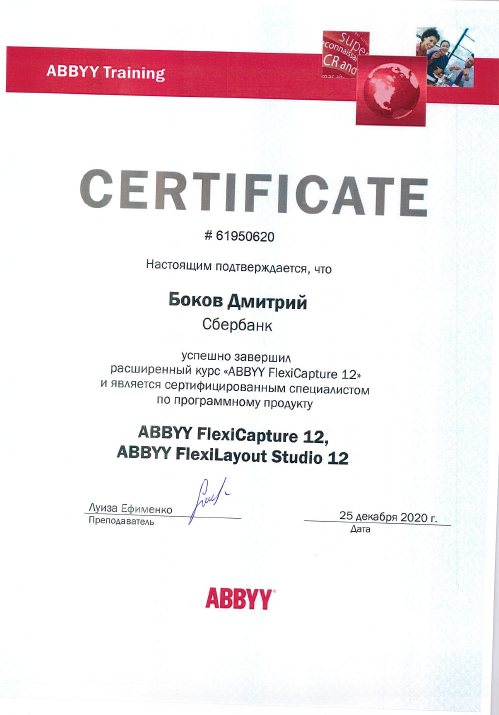 Super
connaissa
CR and
ABBYY Training
CERTIFICATE
# 61950620
Настоящим подтверждается, что
Боков Дмитрий
Сбербанк
успешно завершил
расширенный курс «ABBYY FlexiCapture 12»
и является сертифицированным специалистом
по программному продукту
ABBYY FlexiCapture 12,
ABBYY FlexiLayout Studio 12
Луиза Ефименко
Преподаватель
25 декабря 2020 г.
Дата
ABBYY